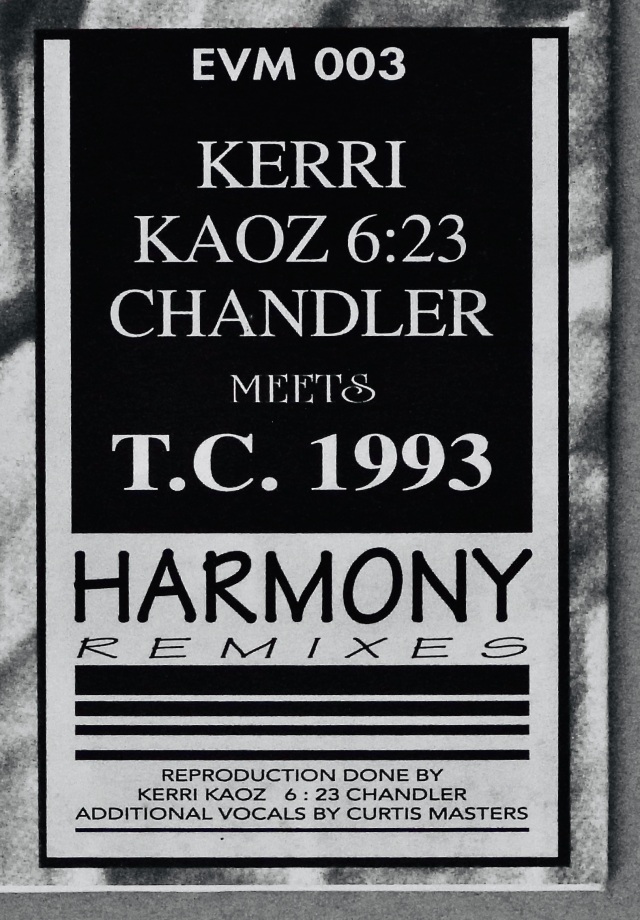 EVM 003
KERRI
KAOZ 6:23
CHANDLER
MEETS
T.C. 1993
HARMONY
REMIXES
REPRODUCTION DONE BY
KERRI KAOZ 6 : 23 CHANDLER
ADDITIONAL VOCALS BY CURTIS MASTERS